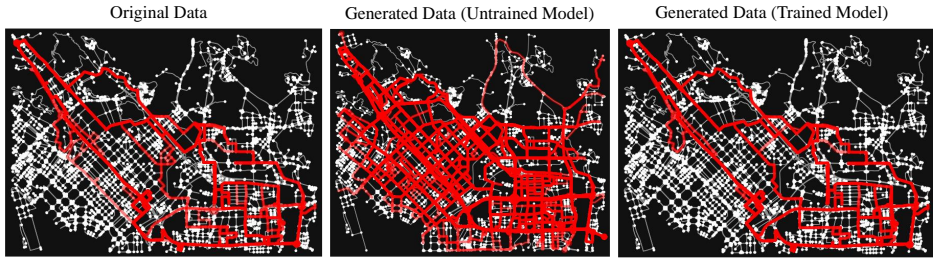 Original Data
Generated Data (Untrained Model)
Generated Data (Trained Model)